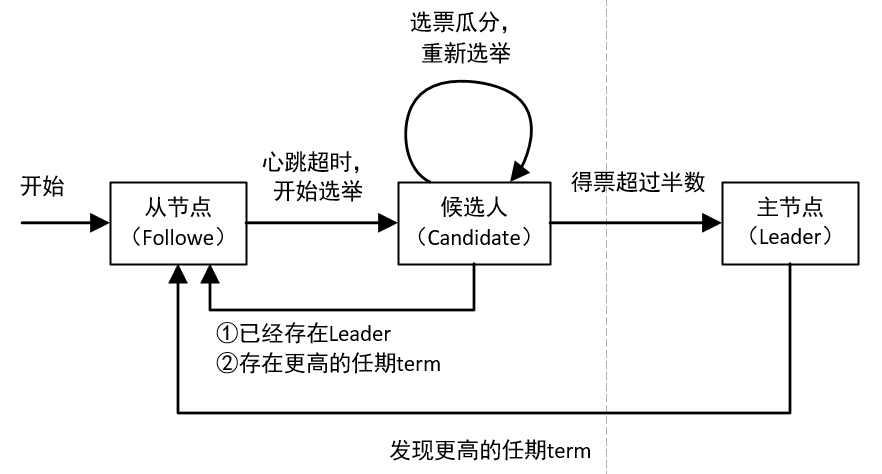 选票瓜分，
重新选举
心跳超时，
开始选举
开始
得票超过半数
从节点
（Followe）
候选人
（Candidate）
主节点
（Leader）
①已经存在Leader
②存在更高的任期term
发现更高的任期term